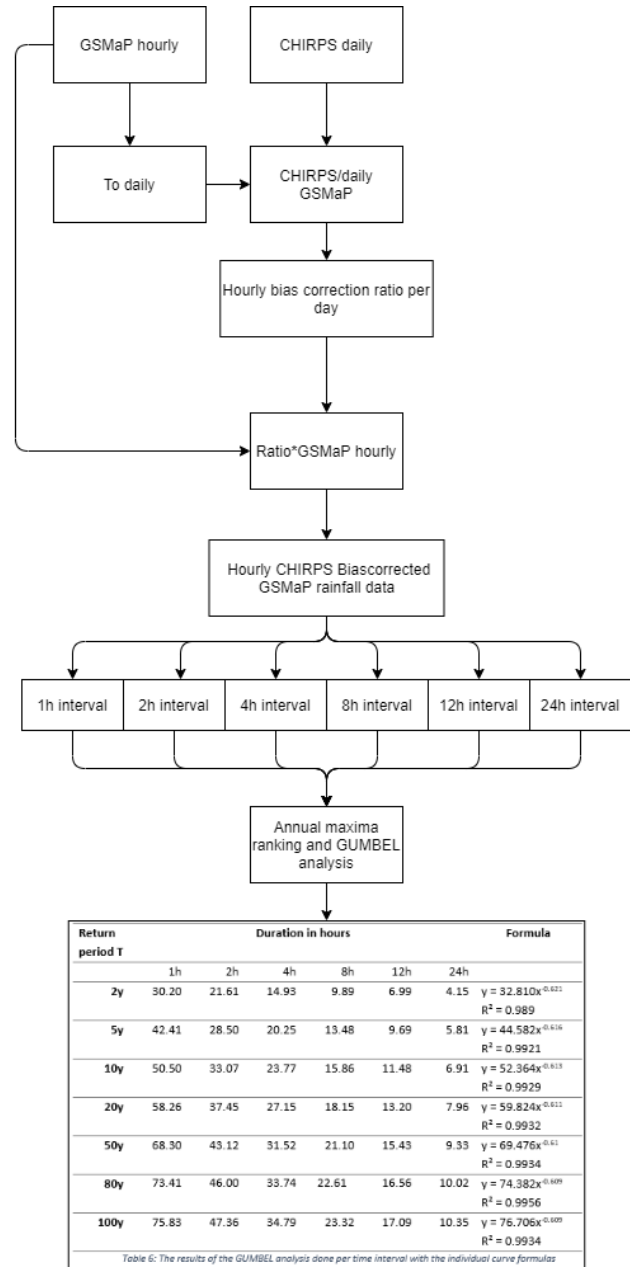 GSMaP hourly
CHIRPS daily
To daily
CHIRPS/daily
GSMaP
Hourly bias correction ratio per
day
Ratio*GSMaP hourly
Hourly CHIRPS Biascorrected
GSMaP rainfall data
1h interval
2h interval
4h interval
8h interval
12h interval
24h interval
Annual maxima
ranking and GUMBEL
analysis
Return Duration in hours Formula
period T
1h 2h 4h 8h 12h 24h
2y 30.20 21.61 14.93 9.89 6.99 4.15 y = 32.810x^-0.621
R² = 0.989
5y 42.41 28.50 20.25 13.48 9.69 5.81 y = 44.582x^-0.616
R² = 0.9921
10y 50.50 33.07 23.77 15.86 11.48 6.91 y = 52.364x^-0.613
R² = 0.9929
20y 58.26 37.45 27.15 18.15 13.20 7.96 y = 59.824x^-0.611
R² = 0.9932
50y 68.30 43.12 31.52 21.10 15.43 9.33 y = 69.476x^-0.61
R² = 0.9934
80y 73.41 46.00 33.74 22.61 16.56 10.02 y = 74.382x^-0.609
R² = 0.9956
100y 75.83 47.36 34.79 23.32 17.09 10.35 y = 76.706x^-0.609
R² = 0.9934
Table 6: The results of the GUMBEL analysis done per time interval with the individual curve formulas